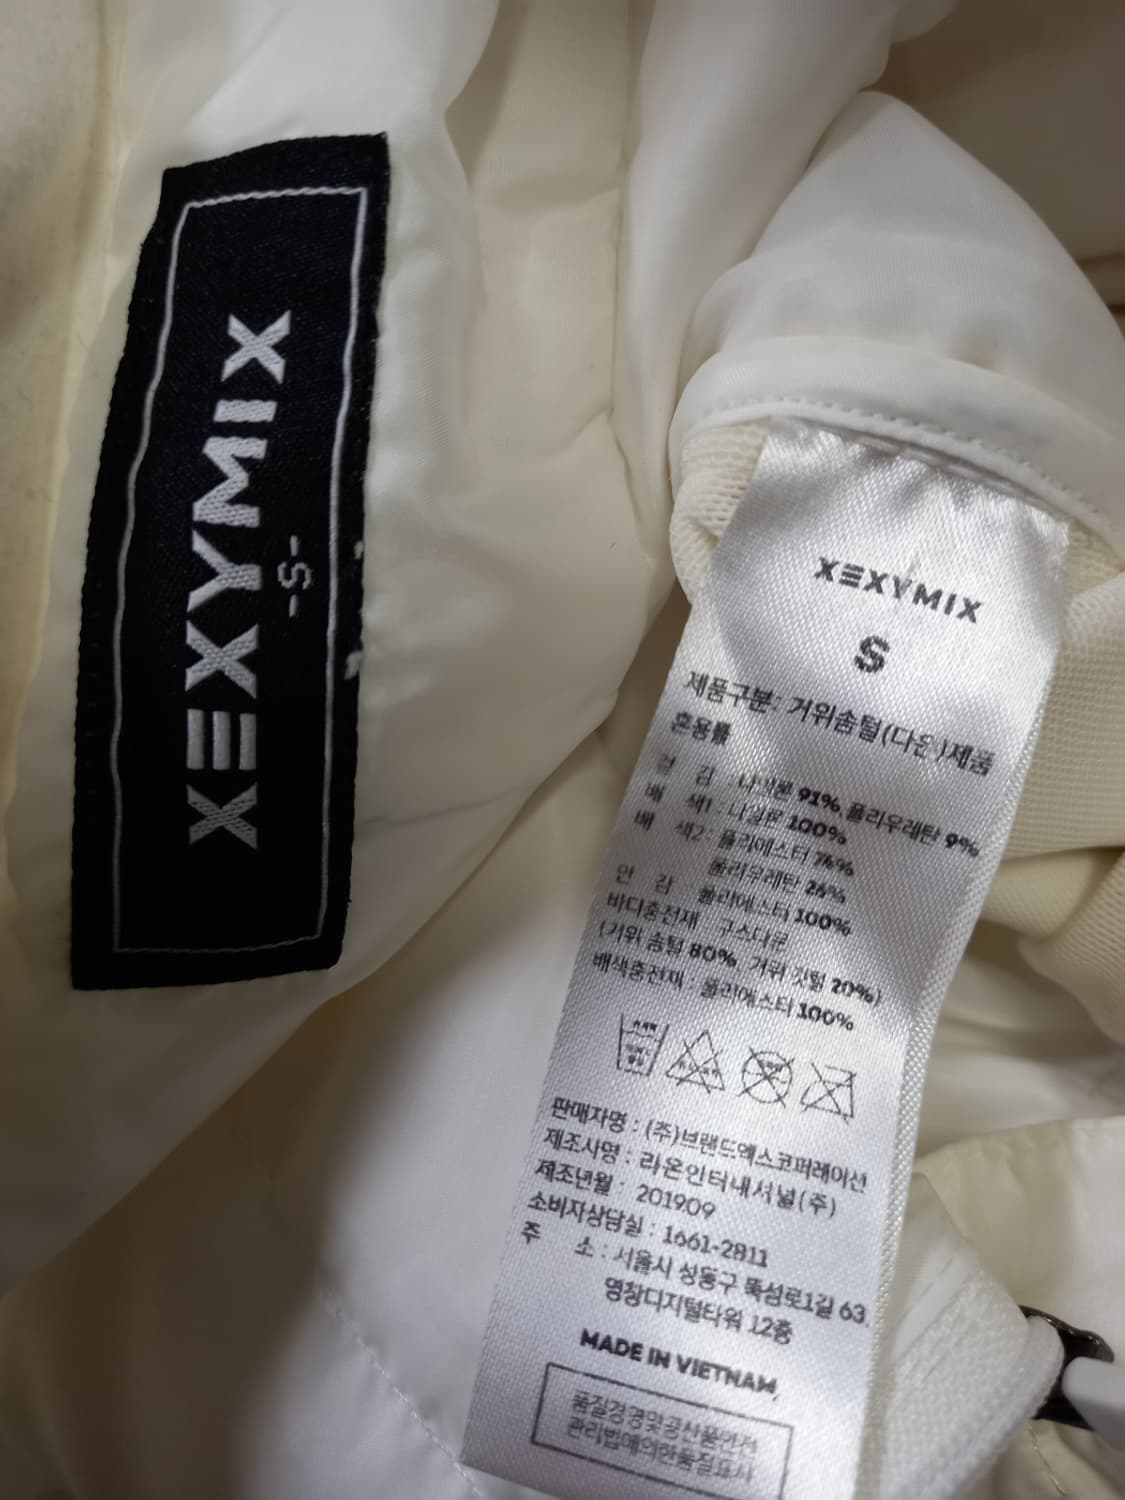 XEXYMIX
-S-
XEXYMIX
S
제품구분: 거위솜털(다운)제품
혼용률
겉 감 : 나일론 91%, 폴리우레탄 9%
배 색1 : 나일론 100%
배 색2 : 폴리에스터 74%
폴리우레탄 26%
안 감 폴리에스터 100%
바디충전재 구스다운
(거위 솜털 80% 거위 깃털 20%)
배색충전재 : 폴리에스터 100%
판매자명 : (주)브랜드엑스코퍼레이션
제조사명 : 라온인터내셔널(주)
제조년월 : 201909
소비자상담실 : 1661-2811
주 소 : 서울시 성동구 뚝섬로1길 63,
명창디지털타워 12층
MADE IN VIETNAM,
품질경영및공산품안전
관리법에의한품질표시